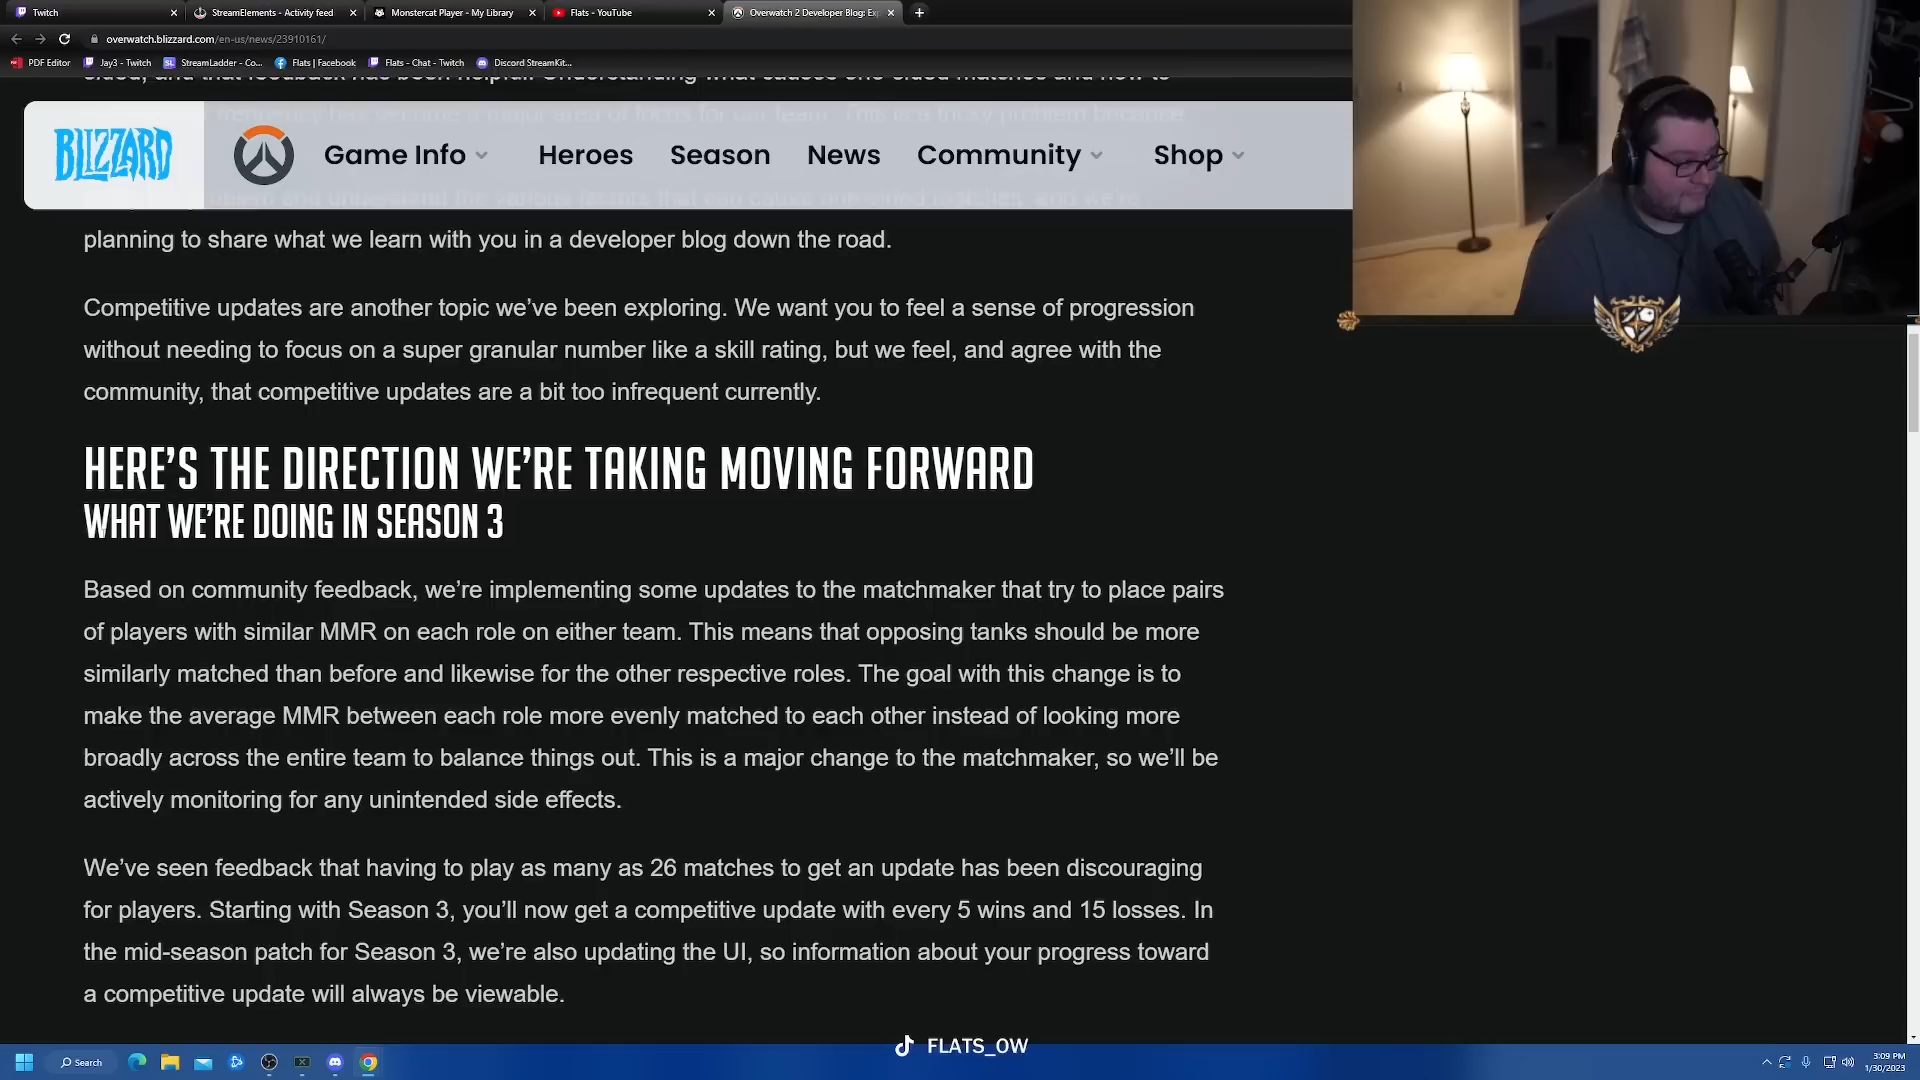 Twitch
StreamElements - Activity feed
Monstercat Player - My Library
Flats - YouTube
Overwatch 2 Developer Blog: Ex
overwatch.blizzard.com/en-us/news/23910161/
PDF Editor
Jay3 - Twitch
StreamLadder - Co...
Flats | Facebook
Flats - Chat - Twitch
Discord StreamKit...
BLIZZARD
Game Info
Heroes
Season
News
Community
Shop
planning to share what we learn with you in a developer blog down the road.
Competitive updates are another topic we’ve been exploring. We want you to feel a sense of progression
without needing to focus on a super granular number like a skill rating, but we feel, and agree with the
community, that competitive updates are a bit too infrequent currently.
HERE’S THE DIRECTION WE’RE TAKING MOVING FORWARD
WHAT WE’RE DOING IN SEASON 3
Based on community feedback, we’re implementing some updates to the matchmaker that try to place pairs
of players with similar MMR on each role on either team. This means that opposing tanks should be more
similarly matched than before and likewise for the other respective roles. The goal with this change is to
make the average MMR between each role more evenly matched to each other instead of looking more
broadly across the entire team to balance things out. This is a major change to the matchmaker, so we’ll be
actively monitoring for any unintended side effects.
We’ve seen feedback that having to play as many as 26 matches to get an update has been discouraging
for players. Starting with Season 3, you’ll now get a competitive update with every 5 wins and 15 losses. In
the mid-season patch for Season 3, we’re also updating the UI, so information about your progress toward
a competitive update will always be viewable.
FLATS_OW
Search
3:09 PM
1/30/2023